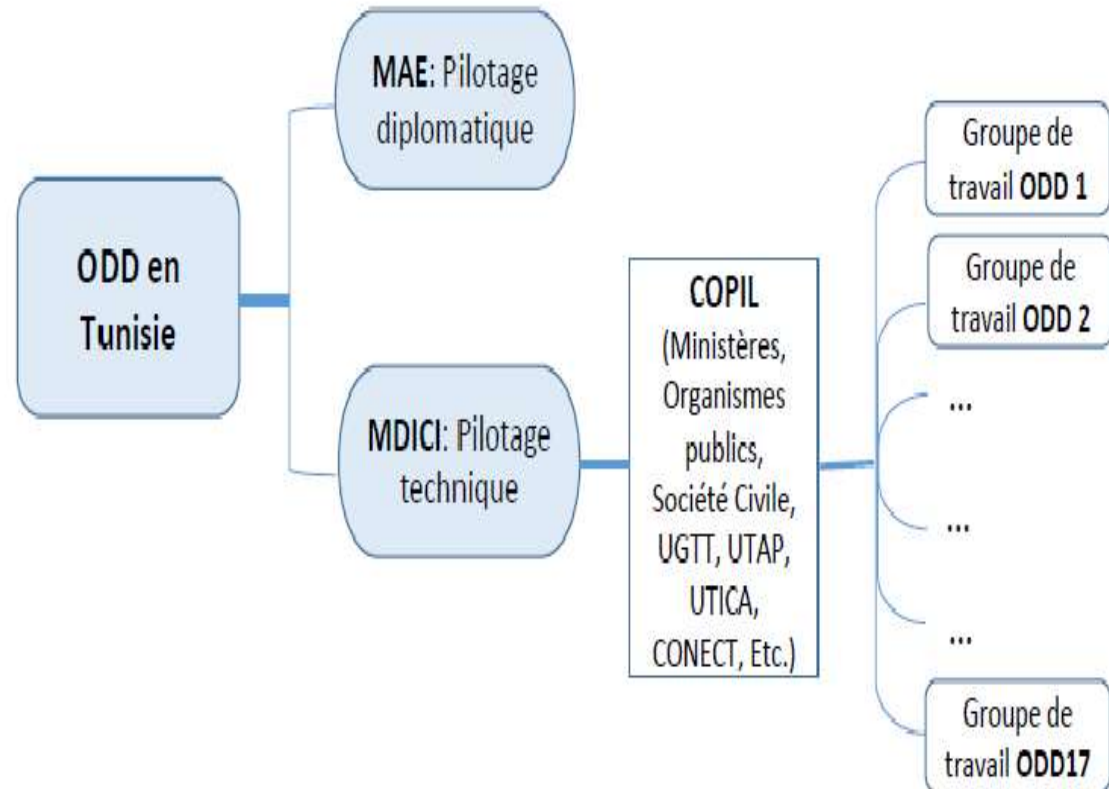 ODD en
Tunisie
MAE: Pilotage
diplomatique
MDICI: Pilotage
technique
COPIL
(Ministères,
Organismes
publics,
Société Civile,
UGTT, UTAP,
UTICA,
CONECT, Etc.)
Groupe de
travail ODD 1
Groupe de
travail ODD 2
...
...
...
Groupe de
travail ODD17